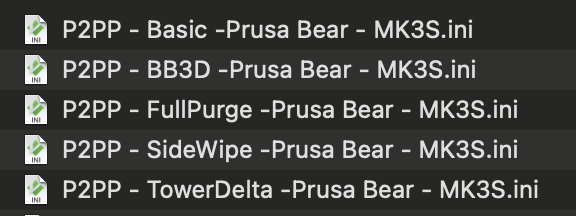 P2PP - Basic -Prusa Bear - MK3S.ini
P2PP - BB3D -Prusa Bear - MK3S.ini
P2PP - FullPurge -Prusa Bear - MK3S.ini
P2PP - SideWipe -Prusa Bear - MK3S.ini
P2PP - TowerDelta -Prusa Bear - MK3S.ini